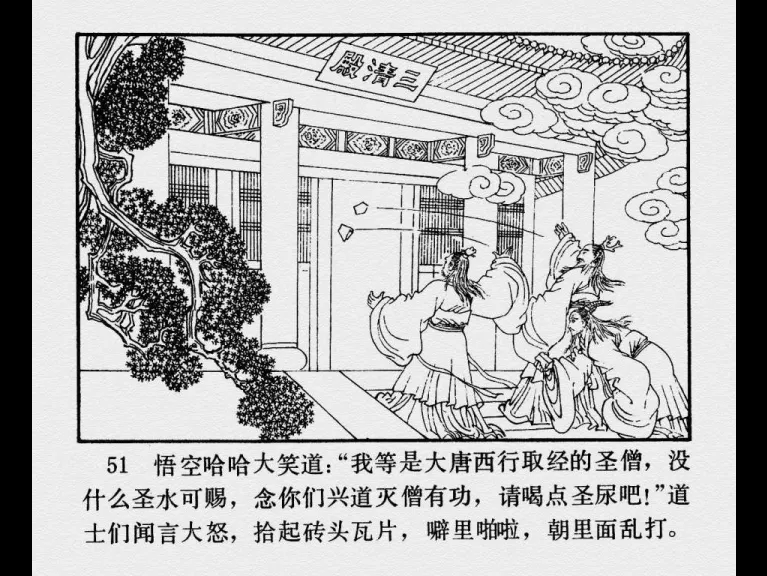 三清殿
51 悟空哈哈大笑道：“我等是大唐西行取经的圣僧，没
什么圣水可赐，念你们兴道灭僧有功，请喝点圣尿吧！”道
士们闻言大怒，拾起砖头瓦片，噼里啪啦，朝里面乱打。